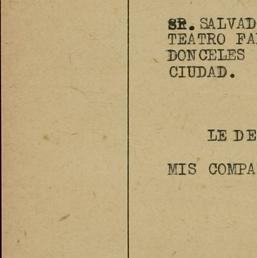 SR. SALVAD
TEATRO FA
DONCELES
CIUDAD.
LE DE
MIS COMPA